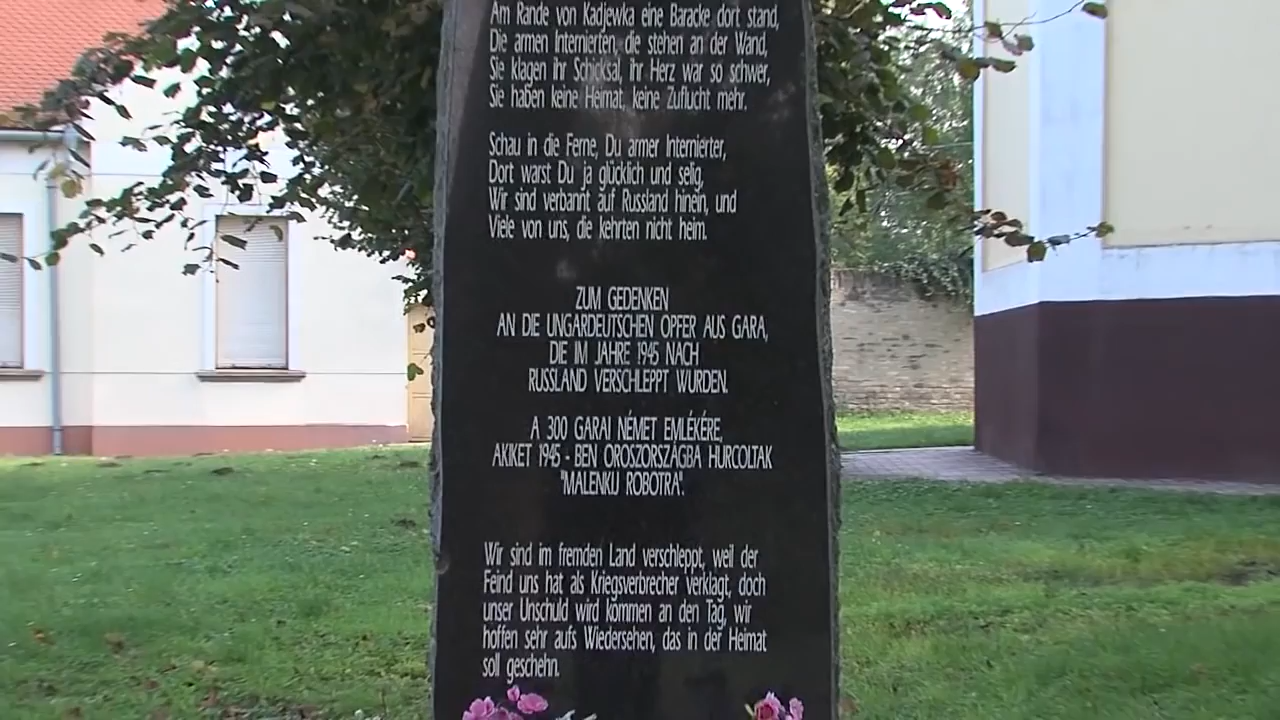 Am Rande von Kadjewka eine Baracke dort stand,
Die armen Internierten, die stehen an der Wand,
Sie klagen ihr Schicksal, ihr Herz war so schwer,
Sie haben keine Heimat, keine Zuflucht mehr.
Schau in die Ferne, Du armer Internierter,
Dort warst Du ja glücklich und selig,
Wir sind verbannt auf Russland hinein, und
Viele von uns, die kehrten nicht heim.
ZUM GEDENKEN
AN DIE UNGARDEUTSCHEN OPFER AUS GARA,
DIE IM JAHRE 1945 NACH
RUSSLAND VERSCHLEPPT WURDEN.
A 300 GARAI NÉMET EMLÉKÉRE,
AKIKET 1945 - BEN OROSZORSZÁGBA HURCOLTAK
"MALENKIJ ROBOTRA".
Wir sind im fremden Land verschleppt, weil der
Feind uns hat als Kriegsverbrecher verklagt, doch
unser Unschuld wird kommen an den Tag, wir
hoffen sehr aufs Wiedersehen, das in der Heimat
soll geschehn.